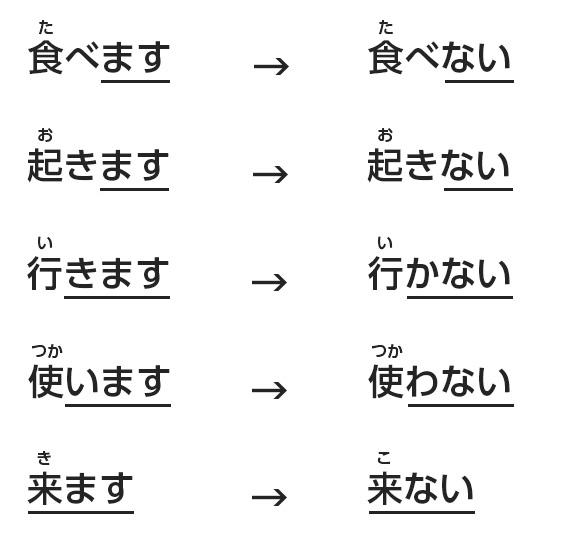 た た
食べます → 食べない
お お
起きます → 起きない
い い
行きます → 行かない
つか つか
使います → 使わない
き こ
来ます → 来ない